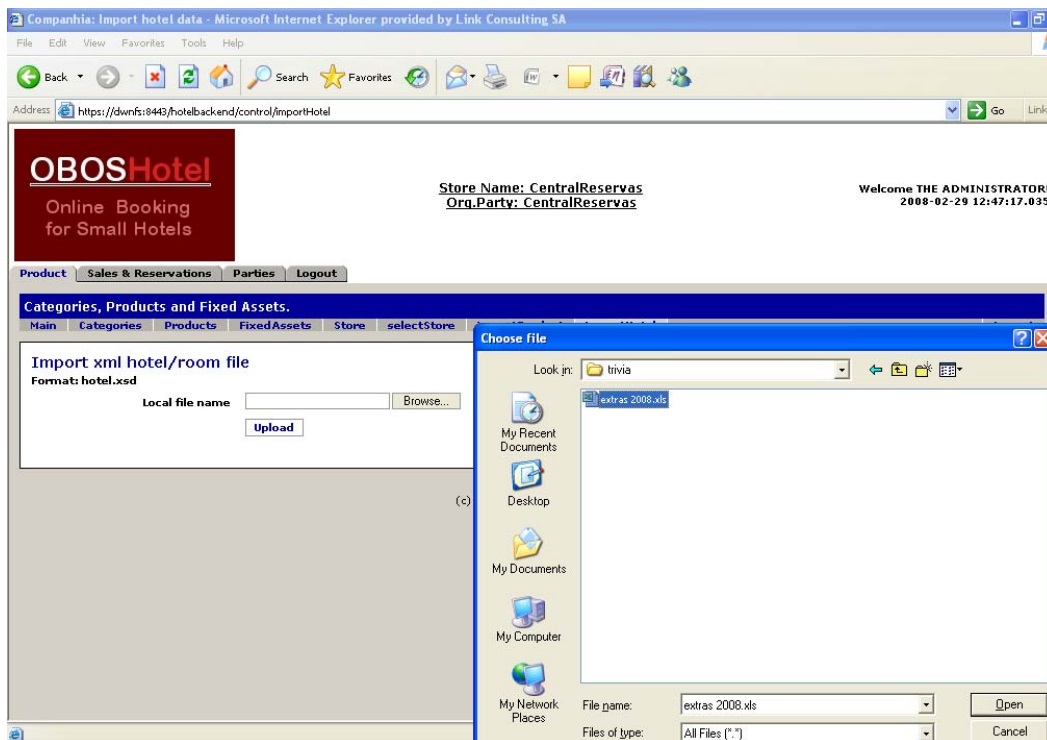 Companhia: Import hotel data - Microsoft Internet Explorer provided by Link Consulting SA
File Edit View Favorites Tools Help
Back Search Favorites
Address https://dwnfs:8443/hotelbackend/control/importHotel Go Link
OBOSHotel
Online Booking
for Small Hotels
Store Name: CentralReservas
Org.Party: CentralReservas
Welcome THE ADMINISTRATOR!
2008-02-29 12:47:17.035
Product Sales & Reservations Parties Logout
Categories, Products and Fixed Assets.
Main Categories Products FixedAssets Store selectStore
Import xml hotel/room file
Format: hotel.xsd
Local file name Browse...
Upload
(c)
Choose file
Look in: trivia
extras 2008.xls
My Recent
Documents
Desktop
My Documents
My Computer
My Network
Places
File name: extras 2008.xls Open
Files of type: All Files (*.*) Cancel